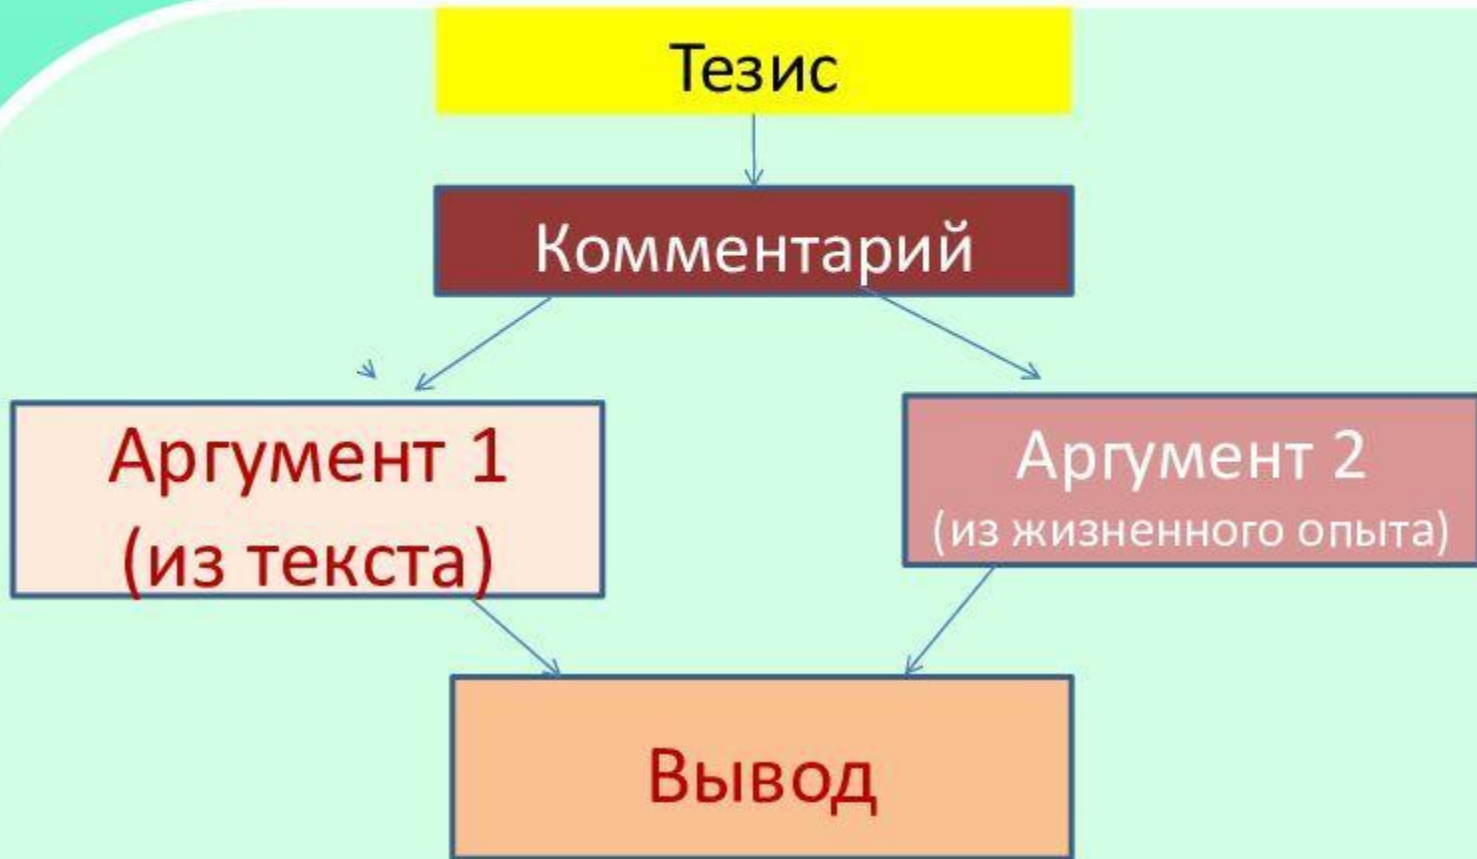 Тезис
Комментарий
Аргумент 1
(из текста)
Аргумент 2
(из жизненного опыта)
Вывод